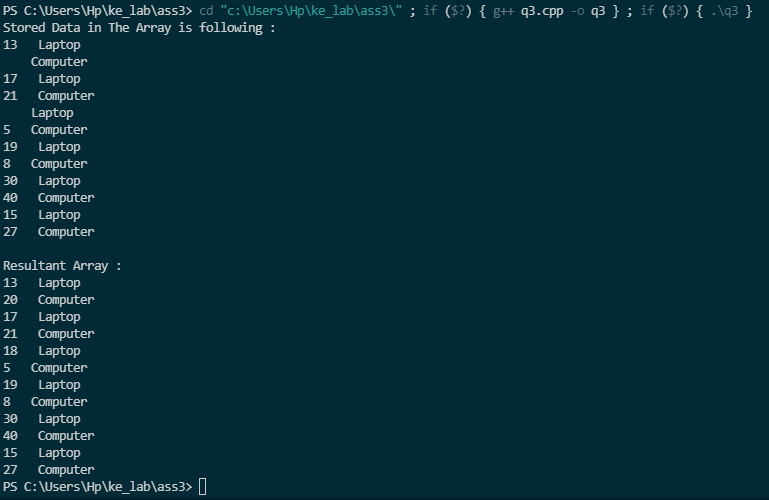 PS C:\Users\Hp\ke_lab\ass3> cd "c:\Users\Hp\ke_lab\ass3\" ; if ($?) { g++ q3.cpp -o q3 } ; if ($?) { .\q3 }
Stored Data in The Array is following :
13   Laptop
    Computer
17   Laptop
21   Computer
    Laptop
5   Computer
19   Laptop
8   Computer
30   Laptop
40   Computer
15   Laptop
27   Computer

Resultant Array :
13   Laptop
20   Computer
17   Laptop
21   Computer
18   Laptop
5   Computer
19   Laptop
8   Computer
30   Laptop
40   Computer
15   Laptop
27   Computer
PS C:\Users\Hp\ke_lab\ass3>